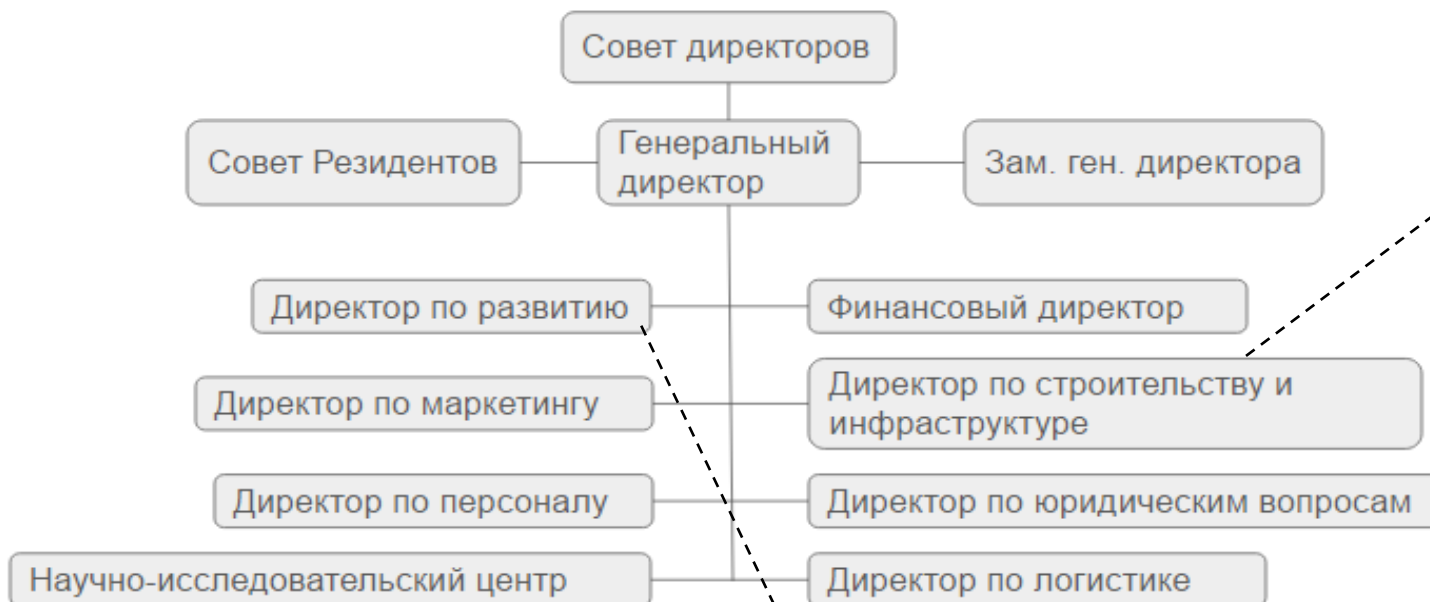 Совет директоров
Совет Резидентов
Генеральный
директор
Зам. ген. директора
Директор по развитию
Финансовый директор
Директор по маркетингу
Директор по строительству и
инфраструктуре
Директор по персоналу
Директор по юридическим вопросам
Научно-исследовательский центр
Директор по логистике